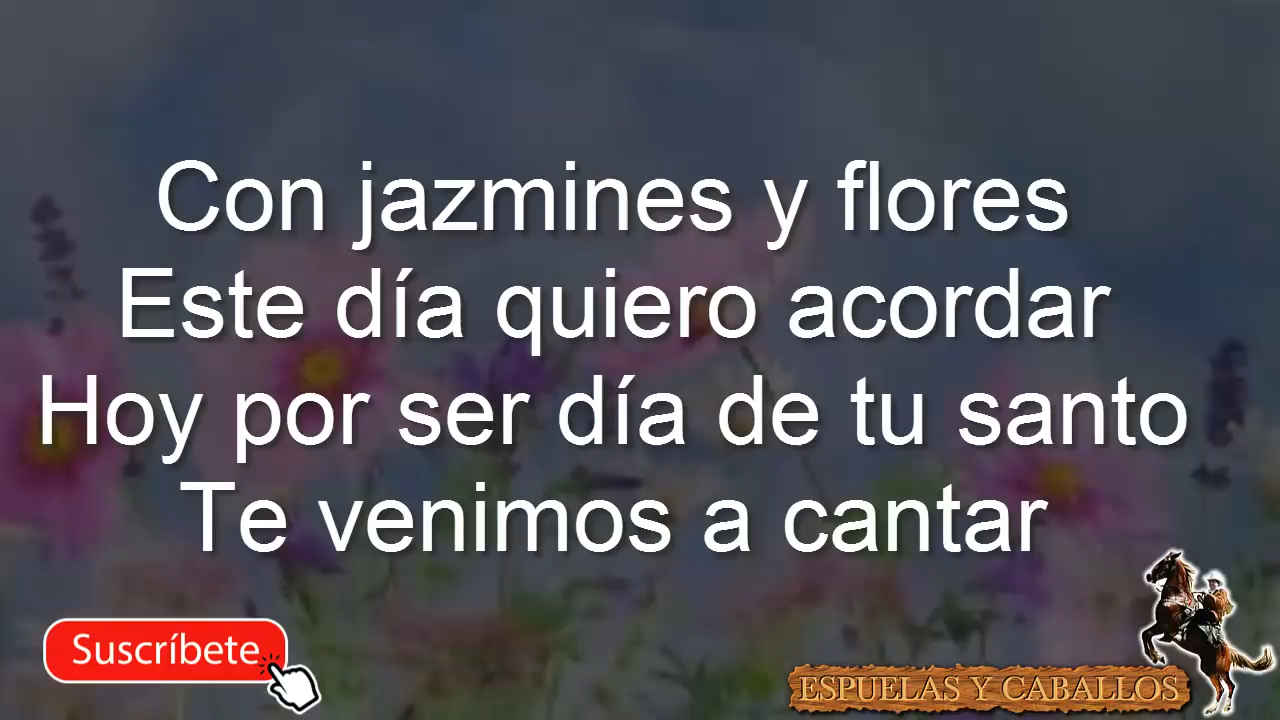 Con jazmines y flores
Este día quiero acordar
Hoy por ser día de tu santo
Te venimos a cantar
Suscríbete
ESPUELAS Y CABALLOS